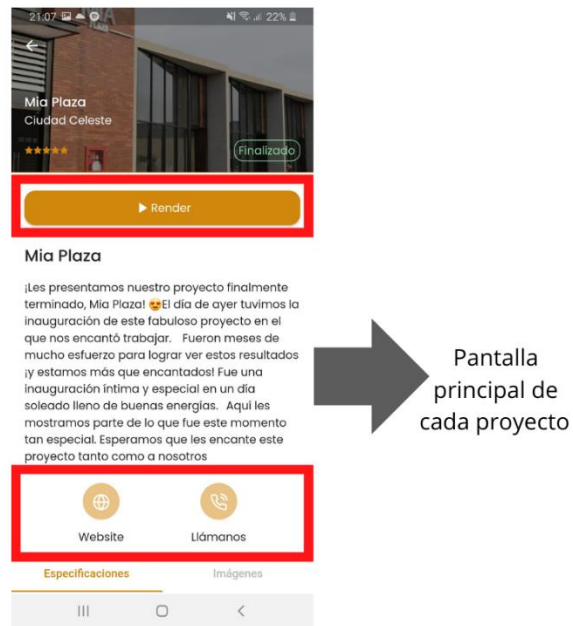 21:07 22%
Mia Plaza
Ciudad Celeste
Finalizado
Render
Mia Plaza
¡Les presentamos nuestro proyecto finalmente
terminado, Mia Plaza! 😍El día de ayer tuvimos la
inauguración de este fabuloso proyecto en el
que nos encantó trabajar. Fueron meses de
mucho esfuerzo para lograr ver estos resultados
¡y estamos más que encantados! Fue una
inauguración íntima y especial en un día
soleado lleno de buenas energías. Aquí les
mostramos parte de lo que fue este momento
tan especial. Esperamos que les encante este
proyecto tanto como a nosotros
Website Llámanos
Especificaciones Imágenes
Pantalla
principal de
cada proyecto